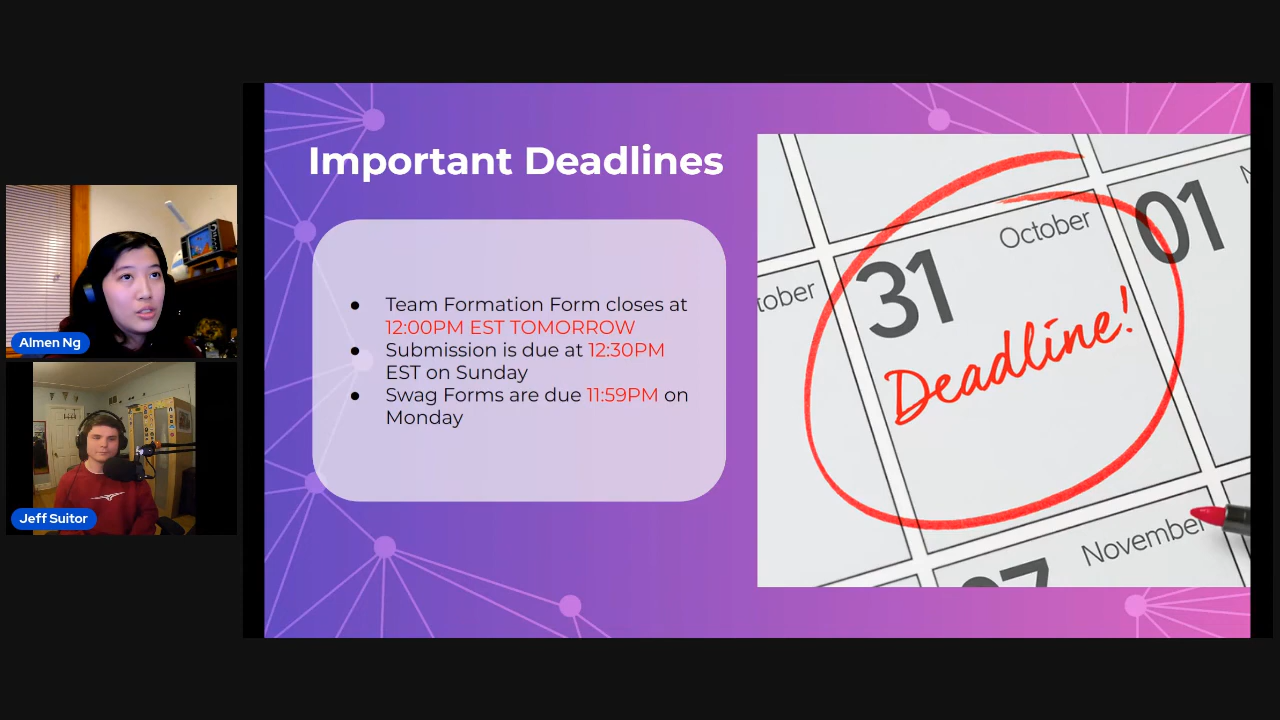 Important Deadlines
● Team Formation Form closes at
12:00PM EST TOMORROW
● Submission is due at 12:30PM
EST on Sunday
● Swag Forms are due 11:59PM on
Monday
tober
31
October
01
N
Deadline!
November
07
Almen Ng
Jeff Suitor